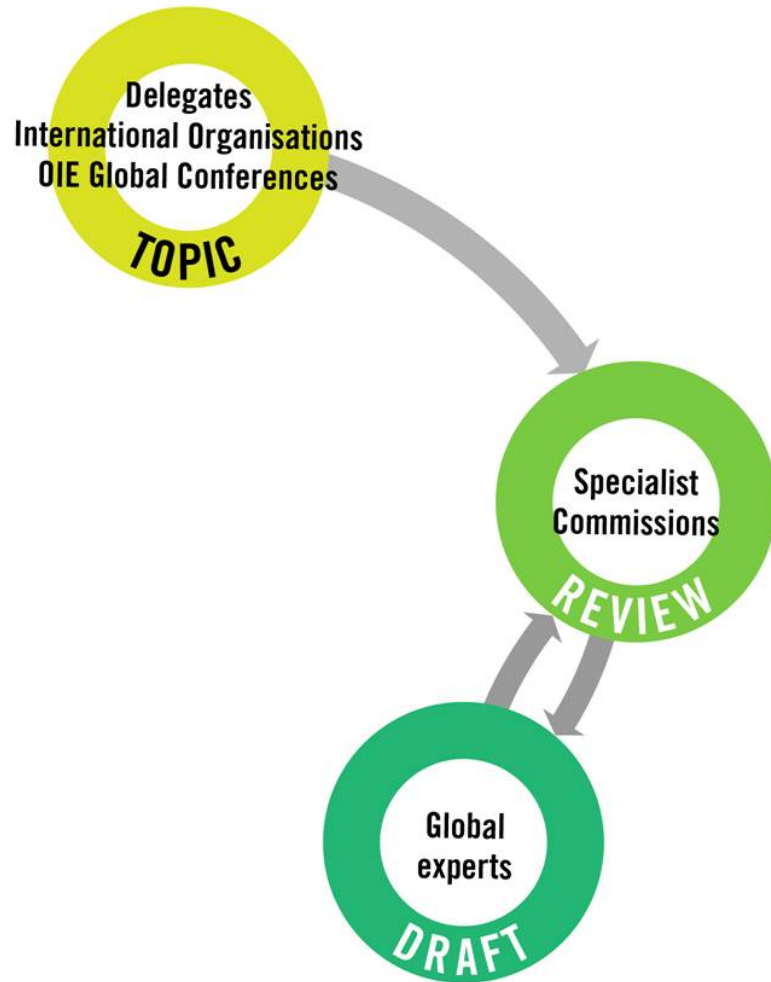 Delegates
International Organisations
OIE Global Conferences
TOPIC
Specialist
Commissions
REVIEW
Global
experts
DRAFT